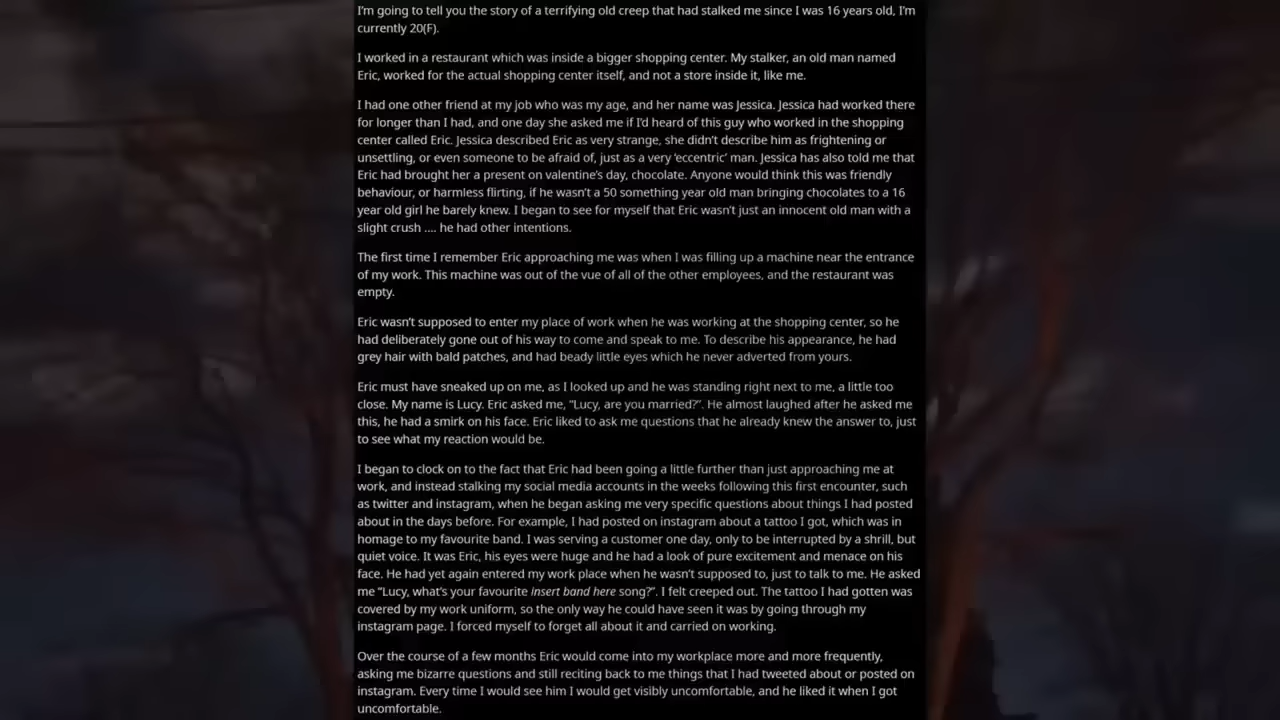 I'm going to tell you the story of a terrifying old creep that had stalked me since I was 16 years old, I'm
currently 20(F).
I worked in a restaurant which was inside a bigger shopping center. My stalker, an old man named
Eric, worked for the actual shopping center itself, and not a store inside it, like me.
I had one other friend at my job who was my age, and her name was Jessica. Jessica had worked there
for longer than I had, and one day she asked me if I'd heard of this guy who worked in the shopping
center called Eric. Jessica described Eric as very strange, she didn't describe him as frightening or
unsettling, or even someone to be afraid of, just as a very 'eccentric' man. Jessica has also told me that
Eric had brought her a present on valentine's day, chocolate. Anyone would think this was friendly
behaviour, or harmless flirting, if he wasn't a 50 something year old man bringing chocolates to a 16
year old girl he barely knew. I began to see for myself that Eric wasn't just an innocent old man with a
slight crush .... he had other intentions.
The first time I remember Eric approaching me was when I was filling up a machine near the entrance
of my work. This machine was out of the vue of all of the other employees, and the restaurant was
empty.
Eric wasn't supposed to enter my place of work when he was working at the shopping center, so he
had deliberately gone out of his way to come and speak to me. To describe his appearance, he had
grey hair with bald patches, and had beady little eyes which he never adverted from yours.
Eric must have sneaked up on me, as I looked up and he was standing right next to me, a little too
close. My name is Lucy. Eric asked me, "Lucy, are you married?". He almost laughed after he asked me
this, he had a smirk on his face. Eric liked to ask me questions that he already knew the answer to, just
to see what my reaction would be.
I began to clock on to the fact that Eric had been going a little further than just approaching me at
work, and instead stalking my social media accounts in the weeks following this first encounter, such
as twitter and instagram, when he began asking me very specific questions about things I had posted
about in the days before. For example, I had posted on instagram about a tattoo I got, which was in
homage to my favourite band. I was serving a customer one day, only to be interrupted by a shrill, but
quiet voice. It was Eric, his eyes were huge and he had a look of pure excitement and menace on his
face. He had yet again entered my work place when he wasn't supposed to, just to talk to me. He asked
me "Lucy, what's your favourite insert band here song?". I felt creeped out. The tattoo I had gotten was
covered by my work uniform, so the only way he could have seen it was by going through my
instagram page. I forced myself to forget all about it and carried on working.
Over the course of a few months Eric would come into my workplace more and more frequently,
asking me bizarre questions and still reciting back to me things that I had tweeted about or posted on
instagram. Every time I would see him I would get visibly uncomfortable, and he liked it when I got
uncomfortable.